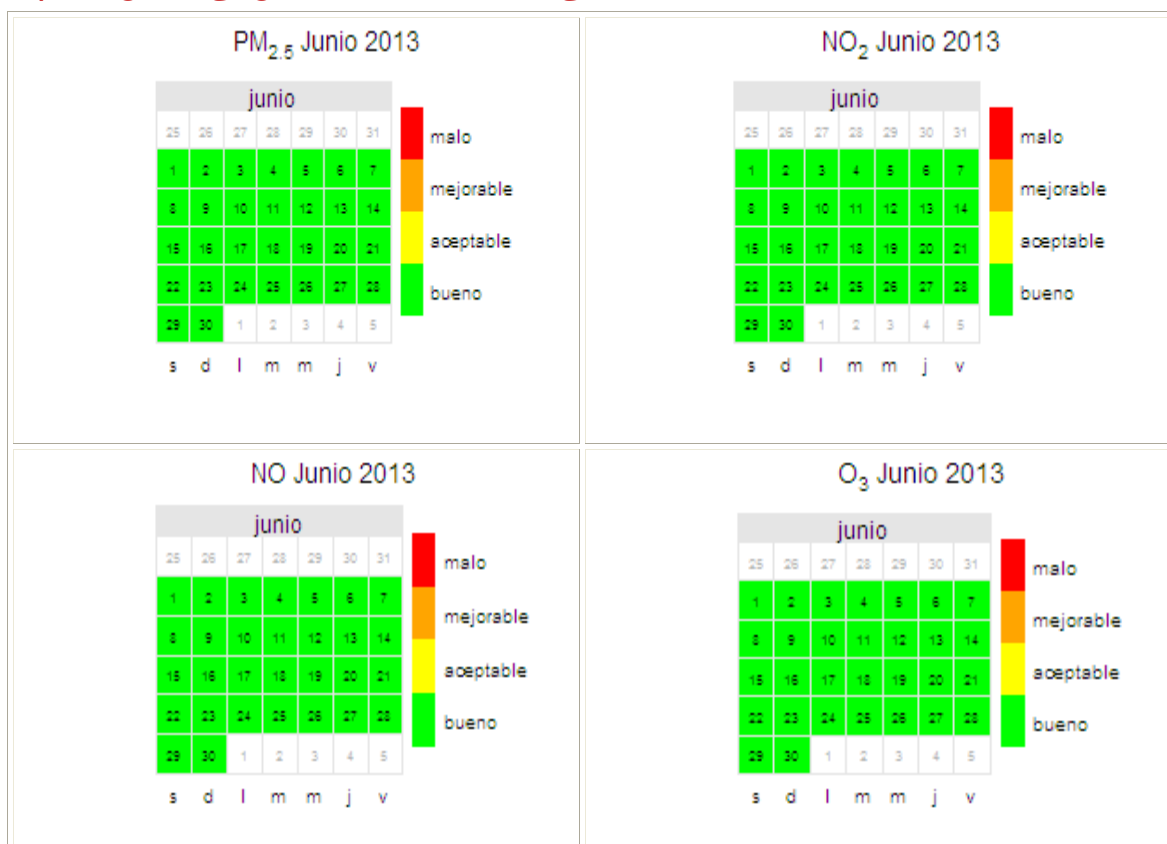 PM2.5 Junio 2013
junio
25 26 27 28 29 30 31
1 2 3 4 5 6 7
8 9 10 11 12 13 14
15 16 17 18 19 20 21
22 23 24 25 26 27 28
29 30 1 2 3 4 5
s d l m m j v
malo
mejorable
aceptable
bueno
NO2 Junio 2013
junio
25 26 27 28 29 30 31
1 2 3 4 5 6 7
8 9 10 11 12 13 14
15 16 17 18 19 20 21
22 23 24 25 26 27 28
29 30 1 2 3 4 5
s d l m m j v
malo
mejorable
aceptable
bueno
NO Junio 2013
junio
25 26 27 28 29 30 31
1 2 3 4 5 6 7
8 9 10 11 12 13 14
15 16 17 18 19 20 21
22 23 24 25 26 27 28
29 30 1 2 3 4 5
s d l m m j v
malo
mejorable
aceptable
bueno
O3 Junio 2013
junio
25 26 27 28 29 30 31
1 2 3 4 5 6 7
8 9 10 11 12 13 14
15 16 17 18 19 20 21
22 23 24 25 26 27 28
29 30 1 2 3 4 5
s d l m m j v
malo
mejorable
aceptable
bueno